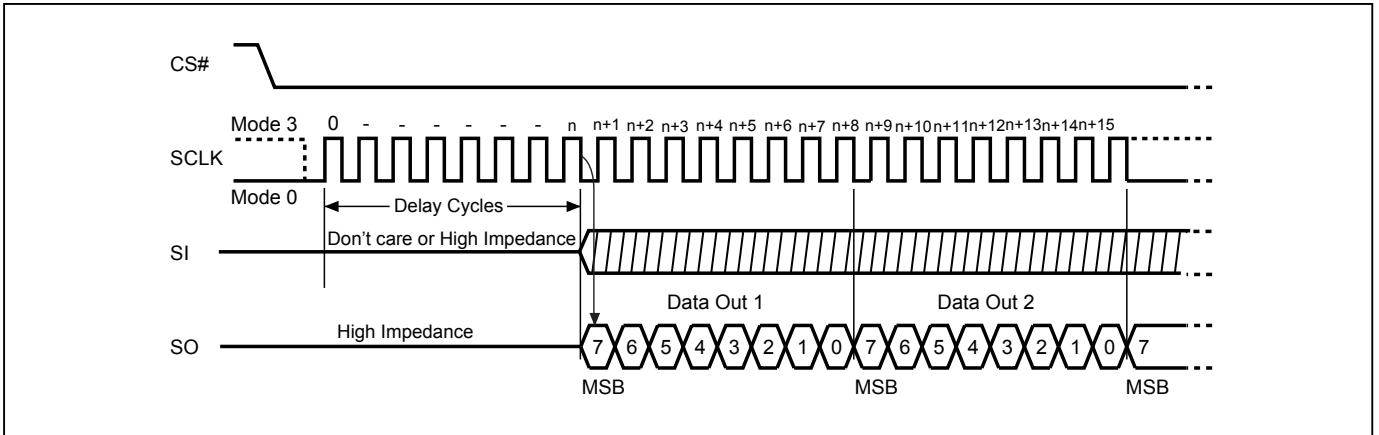 CS#
Mode 3
0 - - - - - - n n+1 n+2 n+3 n+4 n+5 n+6 n+7 n+8 n+9 n+10 n+11 n+12 n+13 n+14 n+15
SCLK
Mode 0
Delay Cycles
Don't care or High Impedance
SI
Data Out 1 Data Out 2
High Impedance
SO
7 6 5 4 3 2 1 0 7 6 5 4 3 2 1 0 7
MSB MSB MSB